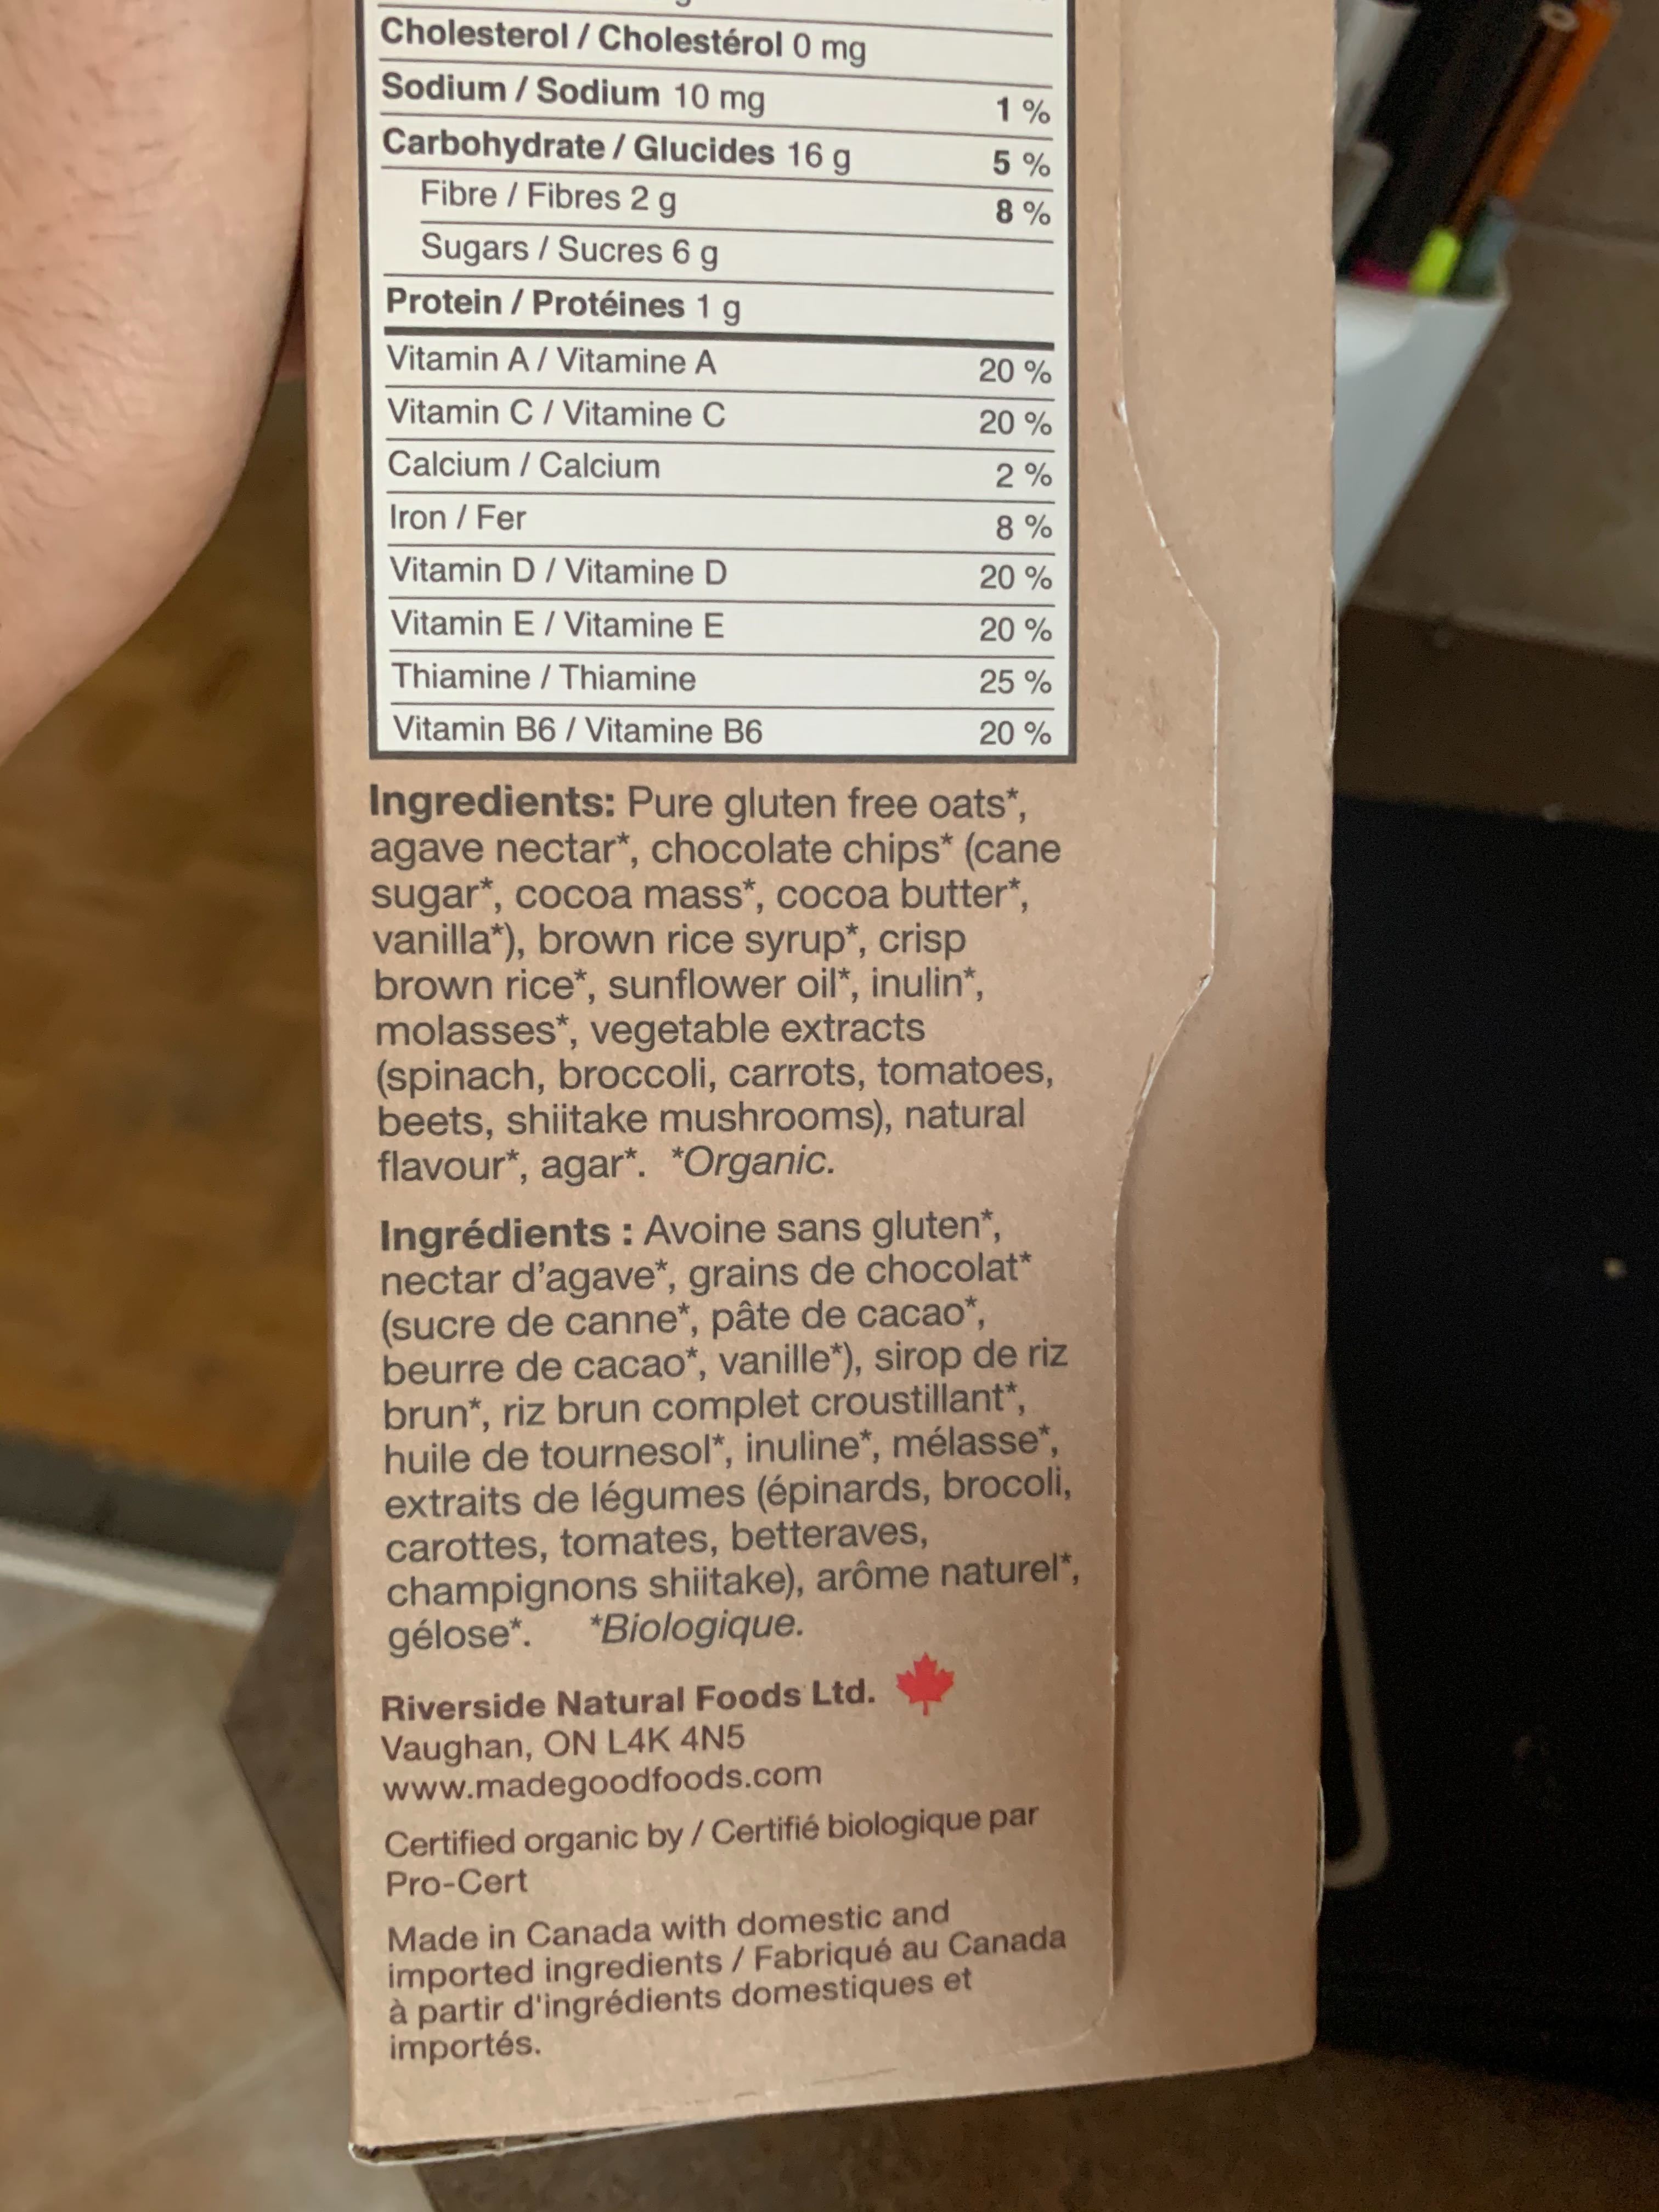 Cholesterol / Cholestérol 0 mg
Sodium / Sodium 10 mg 1 %
Carbohydrate / Glucides 16 g 5 %
Fibre / Fibres 2 g 8 %
Sugars / Sucres 6 g
Protein / Protéines 1 g
Vitamin A / Vitamine A 20 %
Vitamin C / Vitamine C 20 %
Calcium / Calcium 2 %
Iron / Fer 8 %
Vitamin D / Vitamine D 20 %
Vitamin E / Vitamine E 20 %
Thiamine / Thiamine 25 %
Vitamin B6 / Vitamine B6 20 %
Ingredients: Pure gluten free oats*,
agave nectar*, chocolate chips* (cane
sugar*, cocoa mass*, cocoa butter*,
vanilla*), brown rice syrup*, crisp
brown rice*, sunflower oil*, inulin*,
molasses*, vegetable extracts
(spinach, broccoli, carrots, tomatoes,
beets, shiitake mushrooms), natural
flavour*, agar*. *Organic.
Ingrédients : Avoine sans gluten*,
nectar d'agave*, grains de chocolat*
(sucre de canne*, pâte de cacao*,
beurre de cacao*, vanille*), sirop de riz
brun*, riz brun complet croustillant*,
huile de tournesol*, inuline*, mélasse*,
extraits de légumes (épinards, brocoli,
carottes, tomates, betteraves,
champignons shiitake), arôme naturel*,
gélose*. *Biologique.
Riverside Natural Foods Ltd.
Vaughan, ON L4K 4N5
www.madegoodfoods.com
Certified organic by / Certifié biologique par
Pro-Cert
Made in Canada with domestic and
imported ingredients / Fabriqué au Canada
à partir d'ingrédients domestiques et
importés.